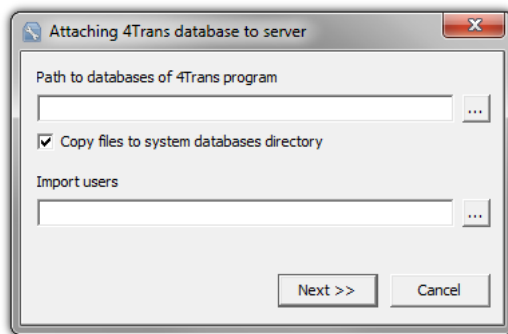 Attaching 4Trans database to server
Path to databases of 4Trans program
...
Copy files to system databases directory
Import users
...
Next >>
Cancel